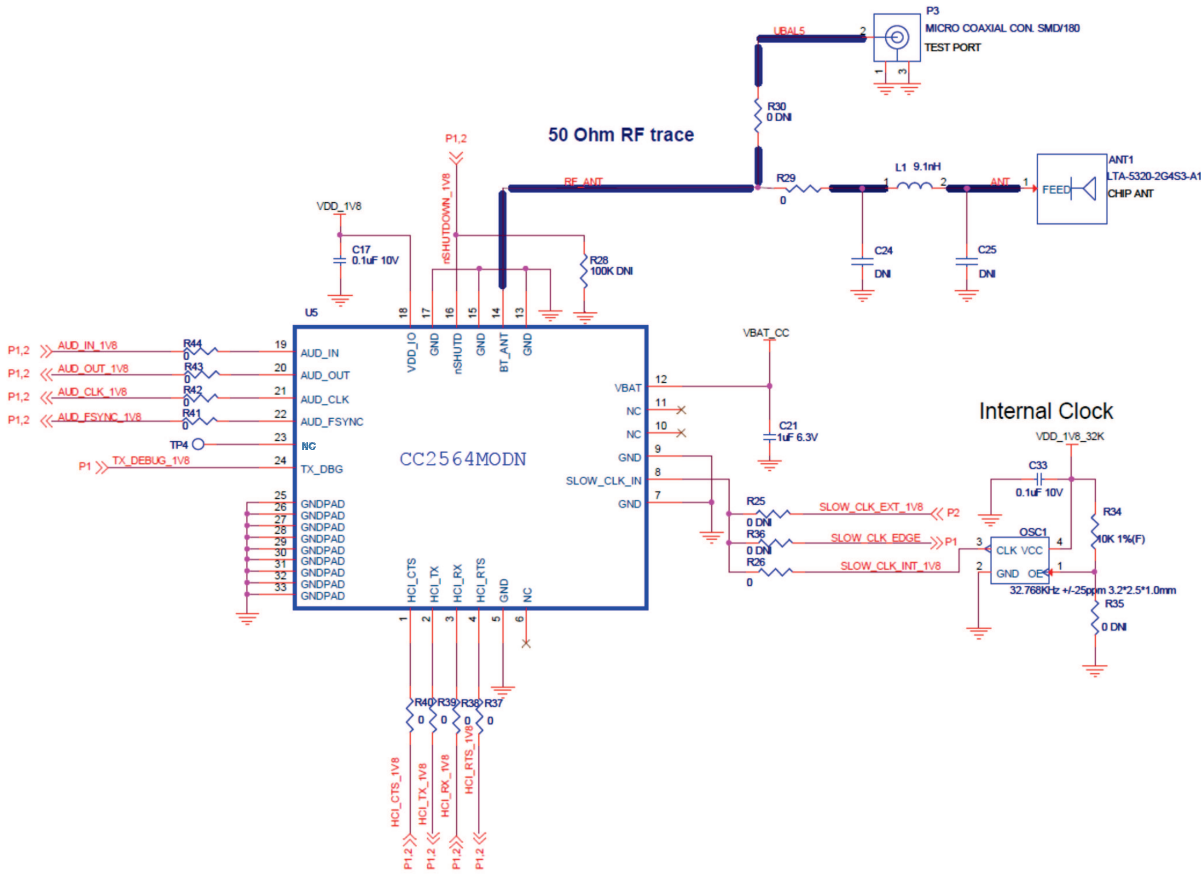 P3
MICRO COAXIAL CON. SMD/180
TEST PORT
UBAL5
2
1
3
R30
0 DNI
50 Ohm RF trace
P1,2
nSHUTDOWN_1V8
RF_ANT
R29
0
L1 9.1nH
1
2
ANT
1
FEED
ANT1
LTA-5320-2G4S3-A1
CHIP ANT
C24
DNI
C25
DNI
VDD_1V8
C17
0.1uF 10V
R28
100K DNI
U5
18
17
16
15
14
13
VDD_IO
GND
nSHUTD
GND
BT_ANT
GND
P1,2
AUD_IN_1V8
R44
0
19
AUD_IN
P1,2
AUD_OUT_1V8
R43
0
20
AUD_OUT
P1,2
AUD_CLK_1V8
R42
0
21
AUD_CLK
P1,2
AUD_FSYNC_1V8
R41
0
22
AUD_FSYNC
TP4
23
NC
P1
TX_DEBUG_1V8
24
TX_DBG
25
GNDPAD
26
GNDPAD
27
GNDPAD
28
GNDPAD
29
GNDPAD
30
GNDPAD
31
GNDPAD
32
GNDPAD
33
GNDPAD
CC2564MODN
VBAT
12
NC
11
NC
10
GND
9
SLOW_CLK_IN
8
GND
7
VBAT_CC
C21
1uF 6.3V
R25
0 DNI
SLOW_CLK_EXT_1V8
P2
R36
0 DNI
SLOW_CLK_EDGE
P1
R26
0
SLOW_CLK_INT_1V8
Internal Clock
VDD_1V8_32K
C33
0.1uF 10V
R34
10K 1%(F)
OSC1
3
CLK VCC
4
2
GND OE
1
32.768KHz +/-25ppm 3.2*2.5*1.0mm
R35
0 DNI
HCI_CTS
HCI_TX
HCI_RX
HCI_RTS
GND
NC
1
2
3
4
5
6
R40
0
R39
0
R38
0
R37
0
HCI_CTS_1V8
HCI_TX_1V8
HCI_RX_1V8
HCI_RTS_1V8
P1,2
P1,2
P1,2
P1,2